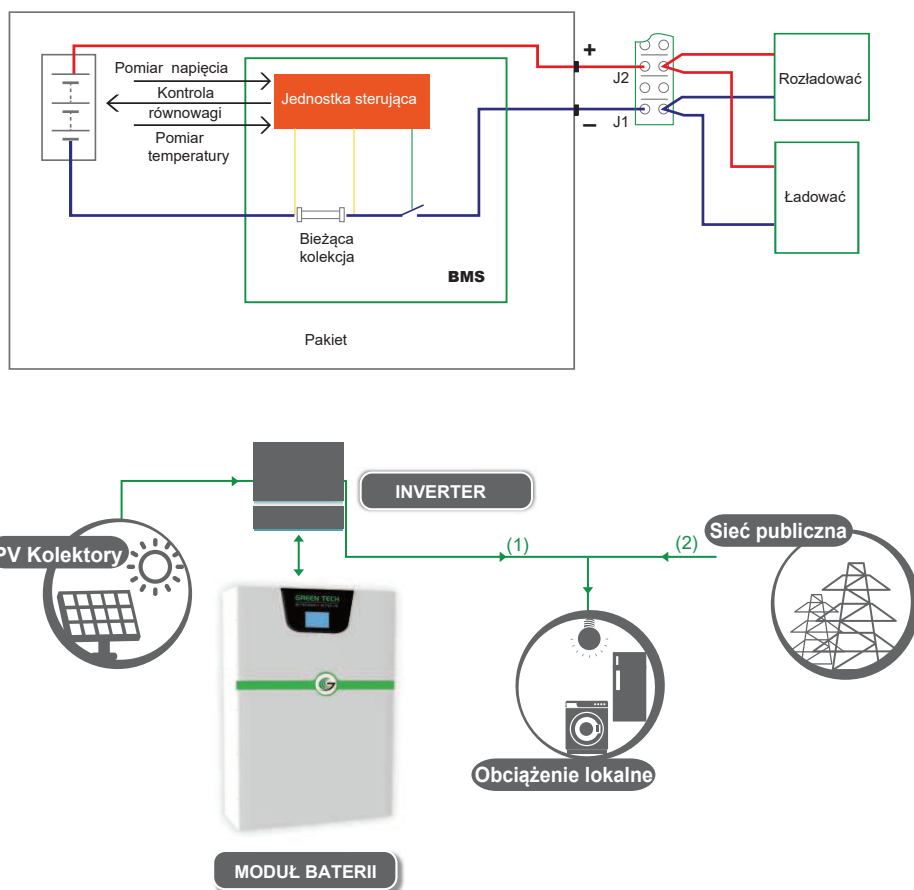 Pomiar napięcia
Kontrola
równowagi
Pomiar
temperatury
Jednostka sterująca
Bieżąca
kolekcja
BMS
Pakiet
+
J2
J1
–
Rozładować
Ładować
INVERTER
PV Kolektory
(1)
(2)
Sieć publiczna
GREEN TECH
Obciążenie lokalne
MODUŁ BATERII